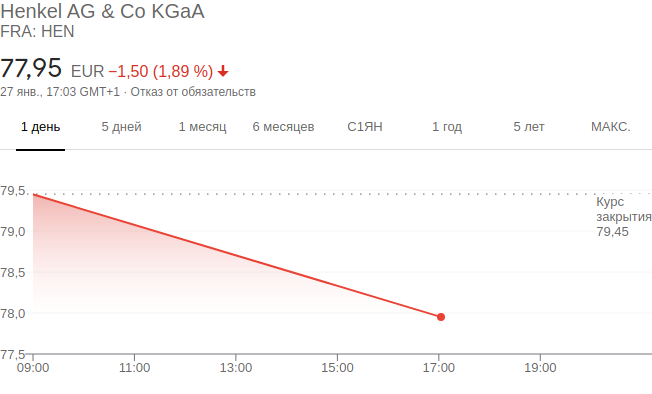 Henkel AG & Co KGaA
FRA: HEN
77,95 EUR −1,50 (1,89 %)
27 янв., 17:03 GMT+1 · Отказ от обязательств
1 день 5 дней 1 месяц 6 месяцев С1ЯН 1 год 5 лет МАКС.
79,5
Курс
закрытия
79,0
79,45
78,5
78,0
77,5
09:00 11:00 13:00 15:00 17:00 19:00